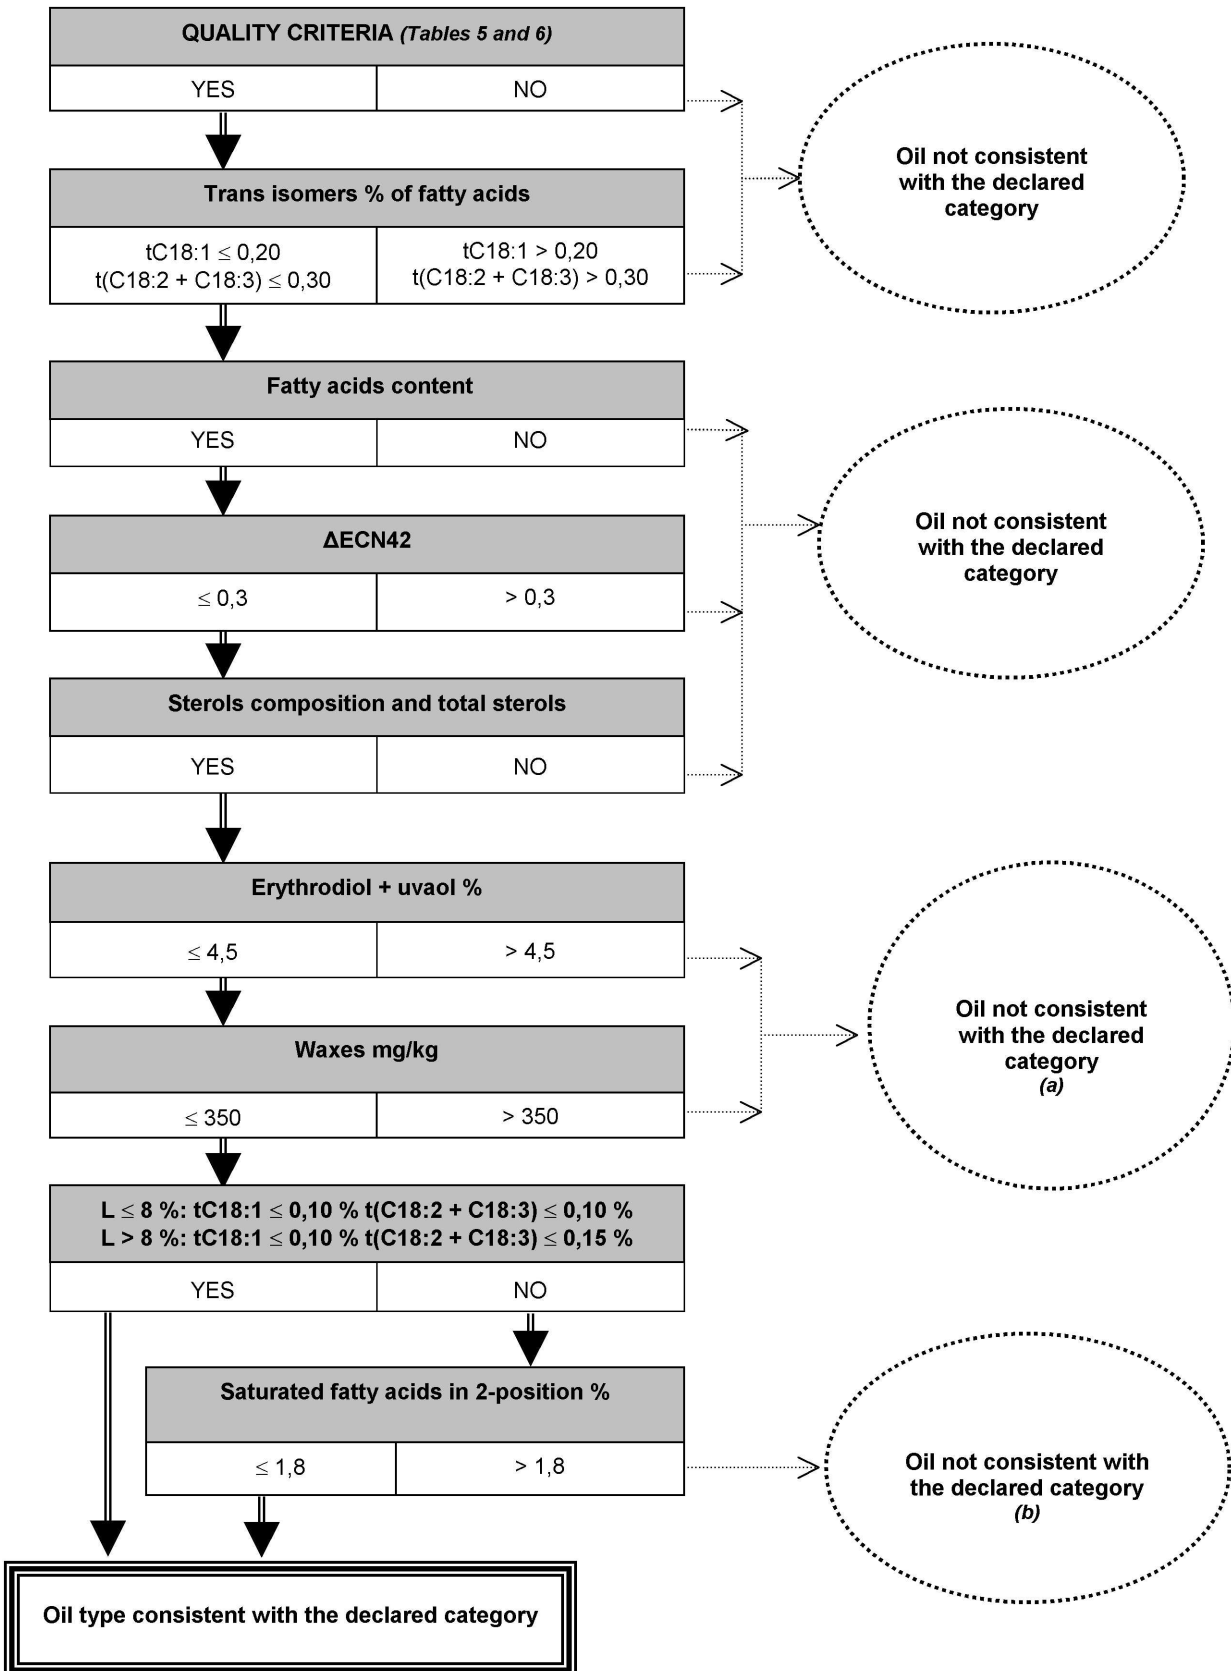 QUALITY CRITERIA (Tables 5 and 6)
YES NO
Oil not consistent
with the declared
category
Trans isomers % of fatty acids
tC18:1 ≤ 0,20 tC18:1 > 0,20
t(C18:2 + C18:3) ≤ 0,30 t(C18:2 + C18:3) > 0,30
Fatty acids content
YES NO
Oil not consistent
with the declared
category
ΔECN42
≤ 0,3 > 0,3
Sterols composition and total sterols
YES NO
Erythrodiol + uvaol %
≤ 4,5 > 4,5
Oil not consistent
with the declared
category
(a)
Waxes mg/kg
≤ 350 > 350
L ≤ 8 %: tC18:1 ≤ 0,10 % t(C18:2 + C18:3) ≤ 0,10 %
L > 8 %: tC18:1 ≤ 0,10 % t(C18:2 + C18:3) ≤ 0,15 %
YES NO
Saturated fatty acids in 2-position %
≤ 1,8 > 1,8
Oil not consistent with
the declared category
(b)
Oil type consistent with the declared category